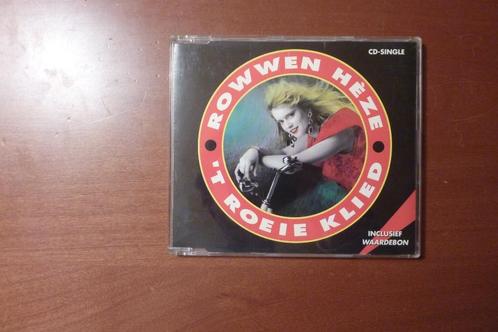 CD-SINGLE
ROWWEN HÈZE
'T ROEIE KLIED
INCLUSIEF
WAARDEBON